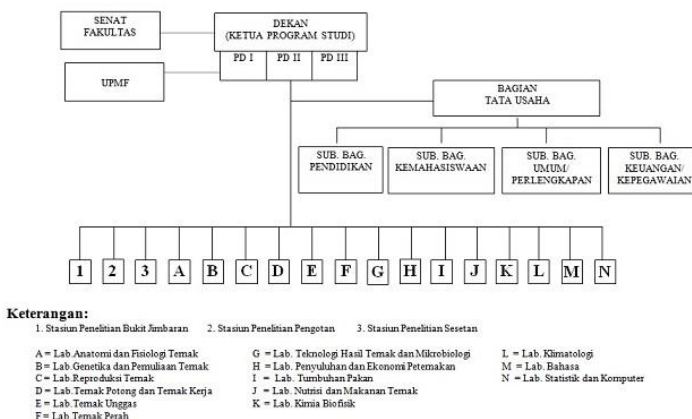 SENAT
FAKULTAS
DEKAN
(KETUA PROGRAM STUDI)
PD I
PD II
PD III
UPMF
BAGIAN
TATA USAHA
SUB. BAG.
PENDIDIKAN
SUB. BAG.
KEMAHASISWAAN
SUB. BAG.
UMUM/
PERLENGKAPAN
SUB. BAG.
KEUANGAN/
KEPEGAWAIAN
1
2
3
A
B
C
D
E
F
G
H
I
J
K
L
M
N
Keterangan:
1. Stasiun Penelitian Bukit Jimbaran 2. Stasiun Penelitian Pengotan 3. Stasiun Penelitian Sesetan
A = Lab. Anatomi dan Fisiologi Ternak
B = Lab. Genetika dan Pemuliaan Ternak
C = Lab. Reproduksi Ternak
D = Lab. Ternak Potong dan Ternak Kerja
E = Lab. Ternak Unggas
F = Lab. Ternak Perah
G = Lab. Teknologi Hasil Ternak dan Mikrobiologi
H = Lab. Penyuluhan dan Ekonomi Peternakan
I = Lab. Tumbuhan Pakan
J = Lab. Nutrisi dan Makanan Ternak
K = Lab. Kimia Biofisik
L = Lab. Klimatologi
M = Lab. Bahasa
N = Lab. Statistik dan Komputer